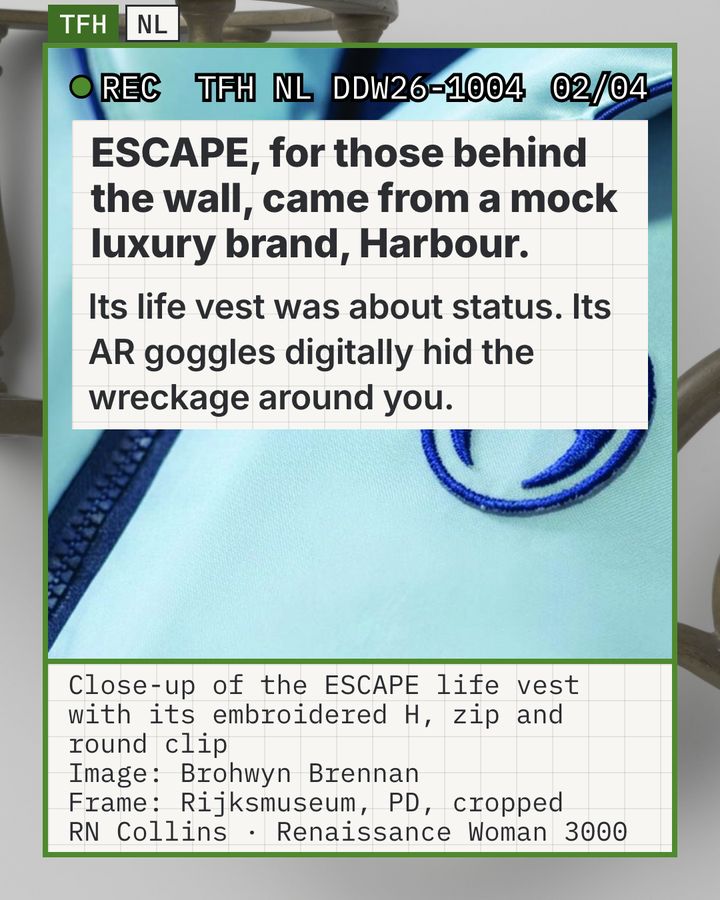 TFH NL
REC TFH NL DDW26-1004 02/04
ESCAPE, for those behind
the wall, came from a mock
luxury brand, Harbour.
Its life vest was about status. Its
AR goggles digitally hid the
wreckage around you.
Close-up of the ESCAPE life vest
with its embroidered H, zip and
round clip
Image: Brohwyn Brennan
Frame: Rijksmuseum, PD, cropped
RN Collins · Renaissance Woman 3000